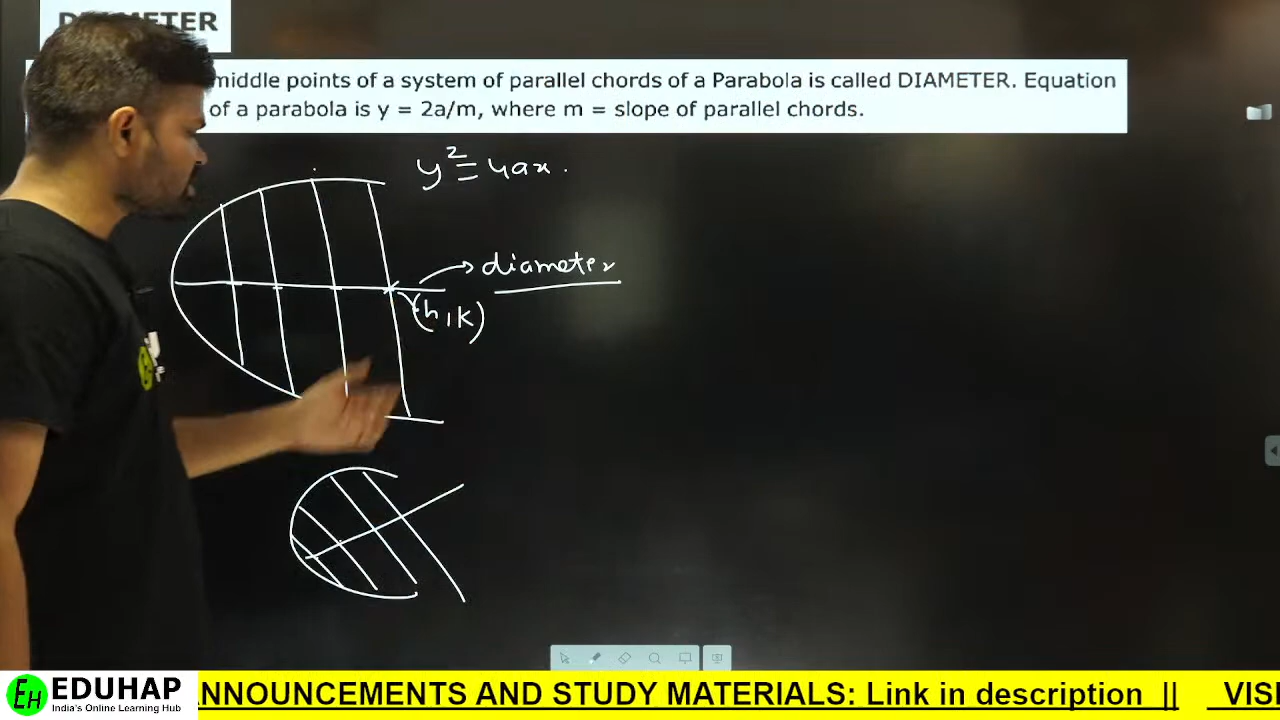 DIAMETER
middle points of a system of parallel chords of a Parabola is called DIAMETER. Equation
of a parabola is y = 2a/m, where m = slope of parallel chords.
y² = 4ax.
diameter
(h, k)
EH EDUHAP
India's Online Learning Hub
NNOUNCEMENTS AND STUDY MATERIALS: Link in description || VISI